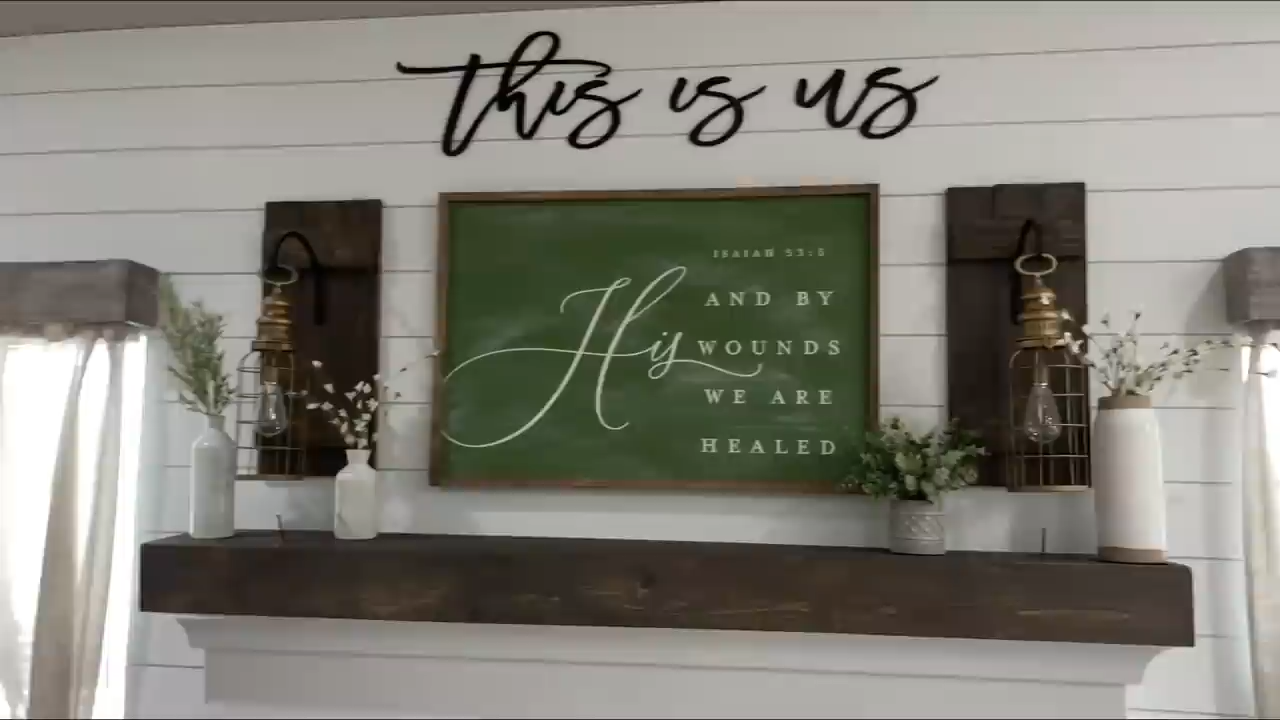 this is us
ISAIAH 53:5
AND BY
His WOUNDS
WE ARE
HEALED